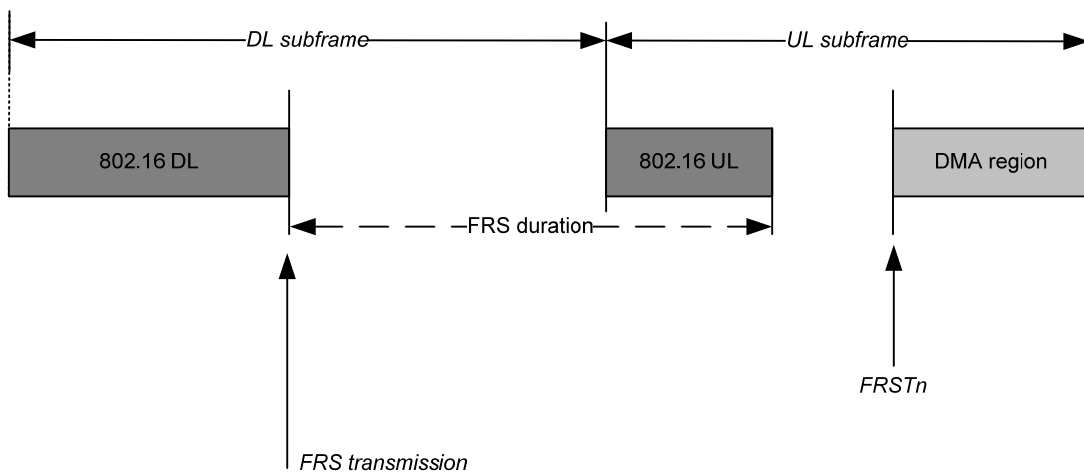 DL subframe
UL subframe
802.16 DL
802.16 UL
DMA region
FRS duration
FRSTn
FRS transmission